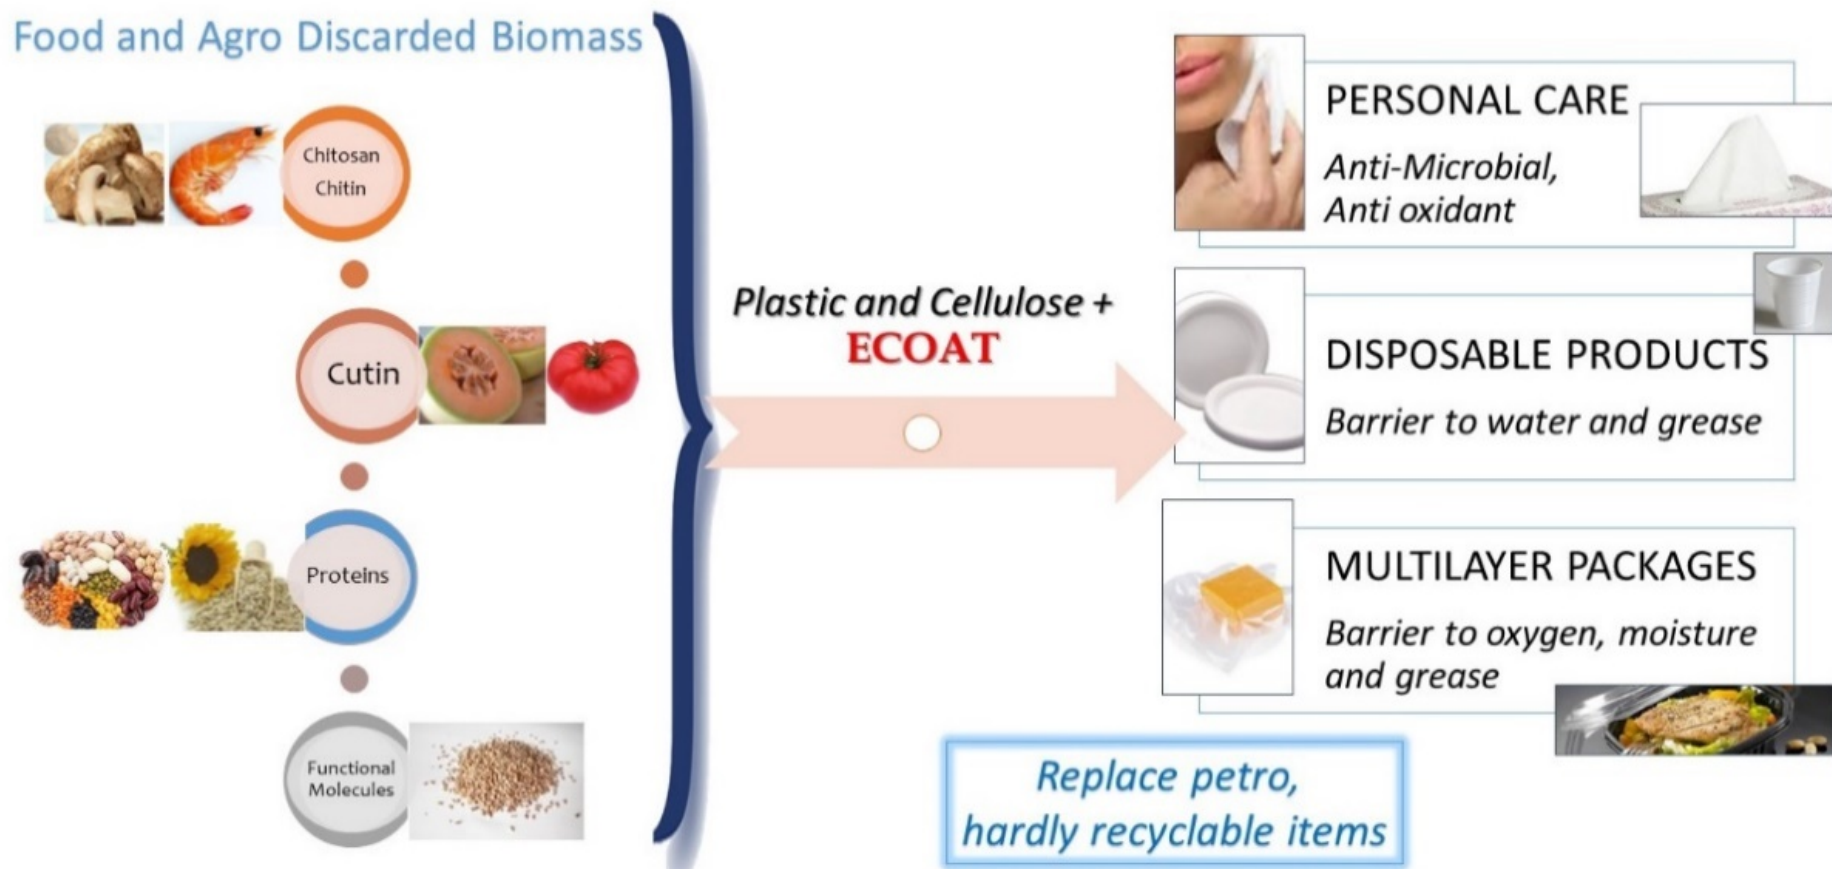 Food and Agro Discarded Biomass
Chitosan
Chitin
Cutin
Proteins
Functional
Molecules
Plastic and Cellulose +
ECOAT
PERSONAL CARE
Anti-Microbial,
Anti oxidant
DISPOSABLE PRODUCTS
Barrier to water and grease
MULTILAYER PACKAGES
Barrier to oxygen, moisture
and grease
Replace petro,
hardly recyclable items